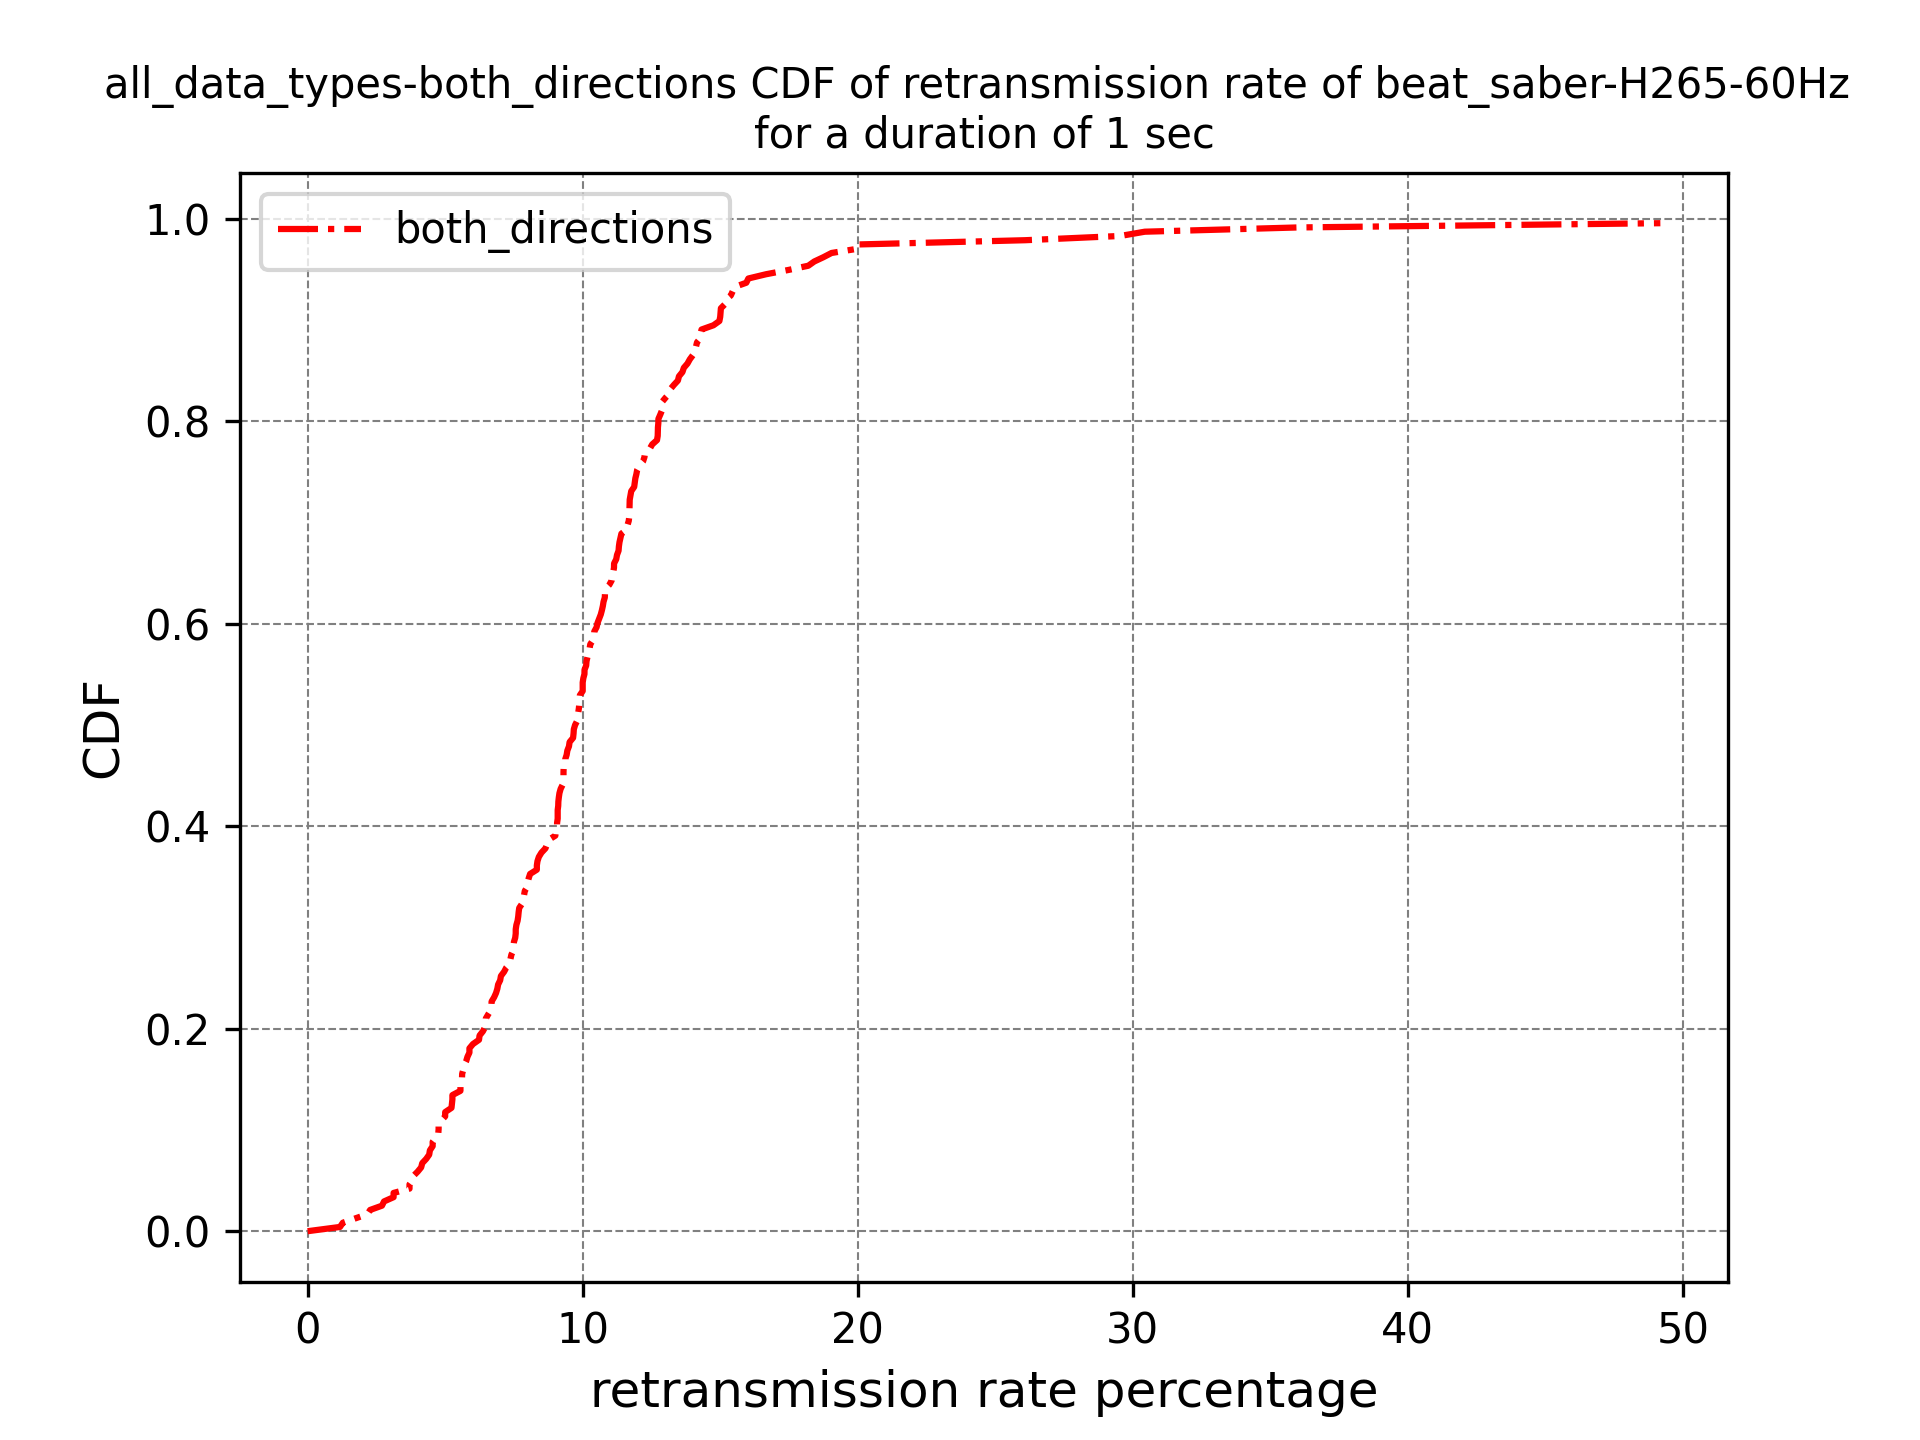 all_data_types-both_directions CDF of retransmission rate of beat_saber-H265-60Hz
for a duration of 1 sec
both_directions
1.0
0.8
0.6
0.4
0.2
0.0
CDF
0 10 20 30 40 50
retransmission rate percentage